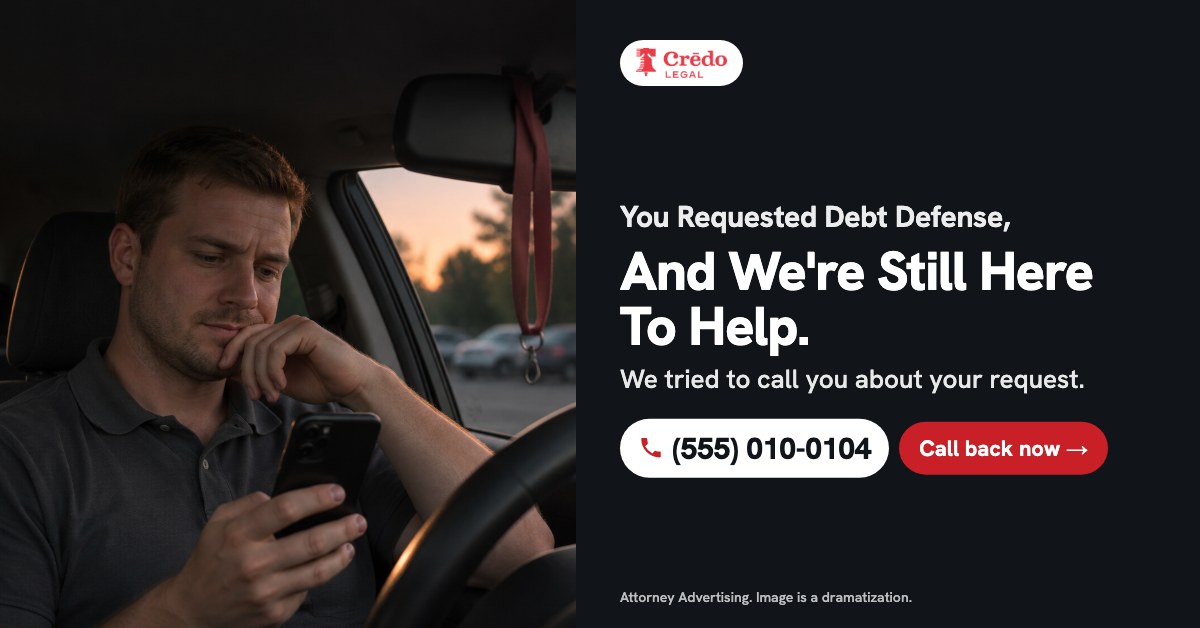 Crēdo
LEGAL
You Requested Debt Defense,
And We're Still Here
To Help.
We tried to call you about your request.
(555) 010-0104
Call back now →
Attorney Advertising. Image is a dramatization.